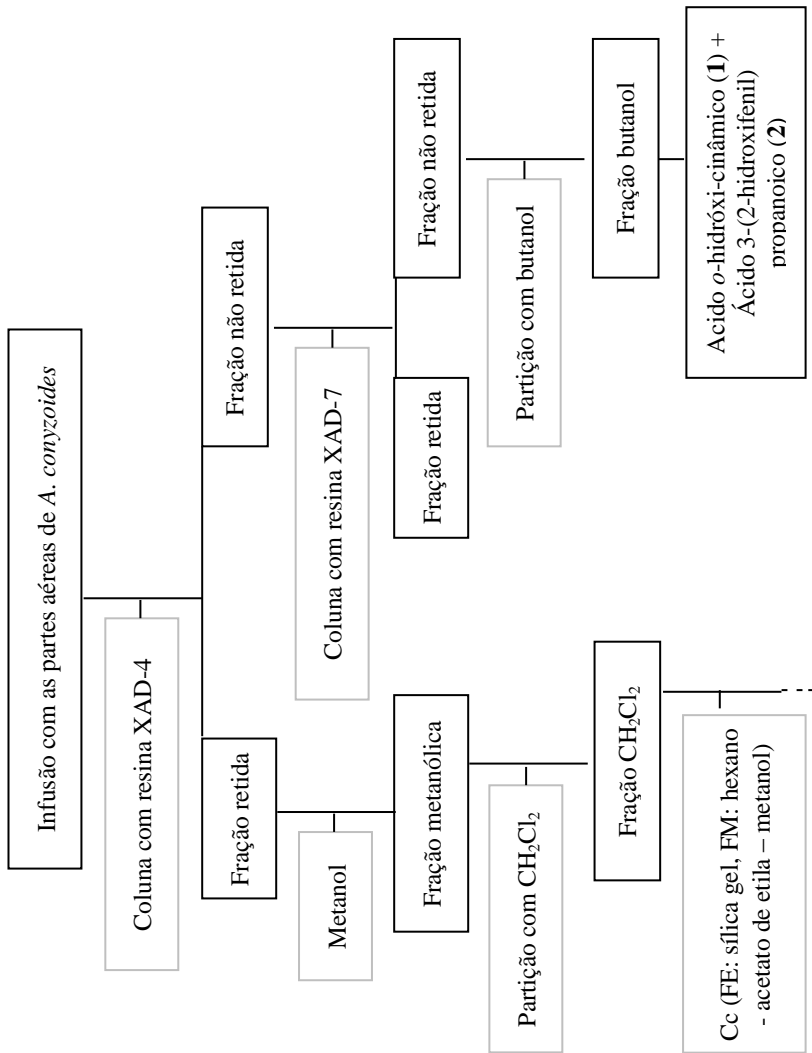 Infusão com as partes aéreas de A. conyzoides
Coluna com resina XAD-4
Fração retida
Fração não retida
Metanol
Coluna com resina XAD-7
Fração metanólica
Fração retida
Fração não retida
Partição com CH₂Cl₂
Partição com butanol
Fração CH₂Cl₂
Fração butanol
Cc (FE: sílica gel, FM: hexano
- acetato de etila – metanol)
Acido o-hidróxi-cinâmico (1) +
Ácido 3-(2-hidroxifenil)
propanoico (2)